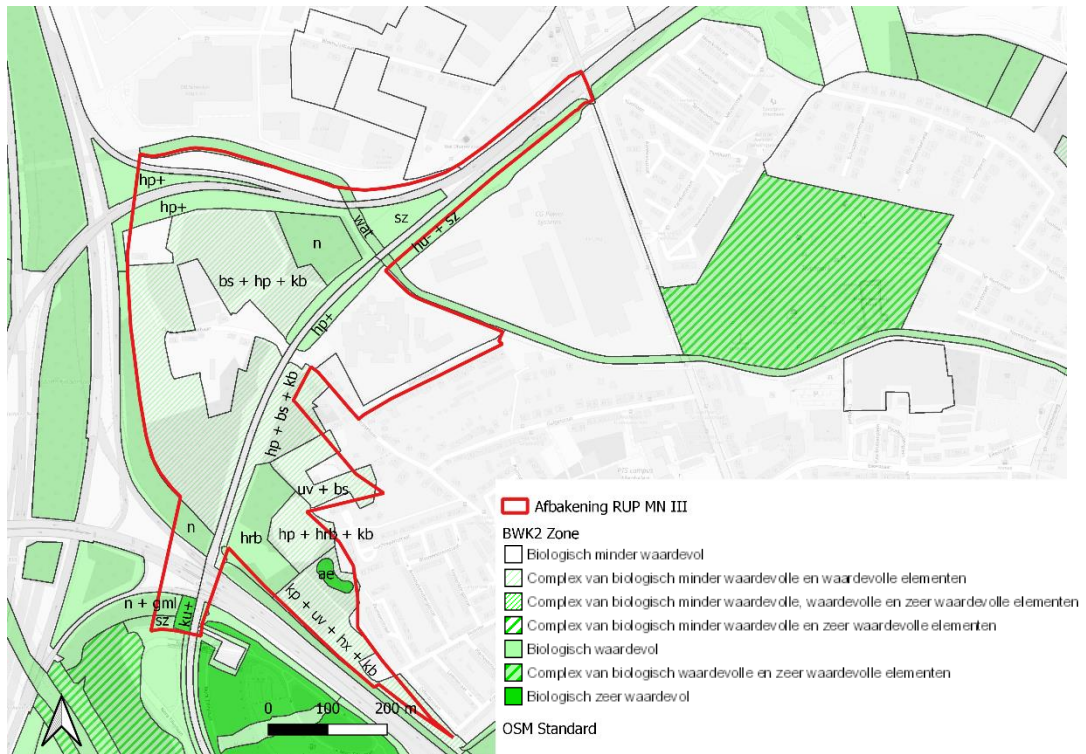 hp+
hp+
wat
sz
n
hu- + sz
bs + hp + kb
hp+
hp + bs + kb
uv + bs
n
hrb
hp + hrb + kb
ae
n + gml
sz
ku+
kp + uv + hx + kb
0 100 200 m
Afbakening RUP MN III
BWK2 Zone
Biologisch minder waardevol
Complex van biologisch minder waardevolle en waardevolle elementen
Complex van biologisch minder waardevolle, waardevolle en zeer waardevolle elementen
Complex van biologisch minder waardevolle en zeer waardevolle elementen
Biologisch waardevol
Complex van biologisch waardevolle en zeer waardevolle elementen
Biologisch zeer waardevol
OSM Standard